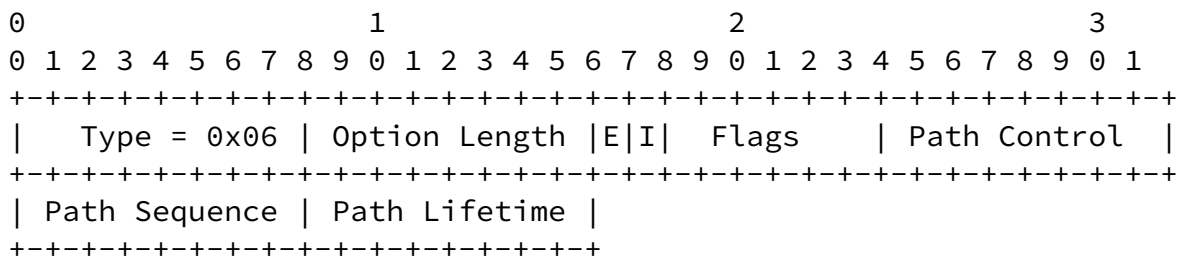 0                   1                   2                   3
0 1 2 3 4 5 6 7 8 9 0 1 2 3 4 5 6 7 8 9 0 1 2 3 4 5 6 7 8 9 0 1
+-+-+-+-+-+-+-+-+-+-+-+-+-+-+-+-+-+-+-+-+-+-+-+-+-+-+-+-+-+-+-+-+
|   Type = 0x06 | Option Length |E|I|  Flags    | Path Control  |
+-+-+-+-+-+-+-+-+-+-+-+-+-+-+-+-+-+-+-+-+-+-+-+-+-+-+-+-+-+-+-+-+
| Path Sequence | Path Lifetime |
+-+-+-+-+-+-+-+-+-+-+-+-+-+-+-+-+